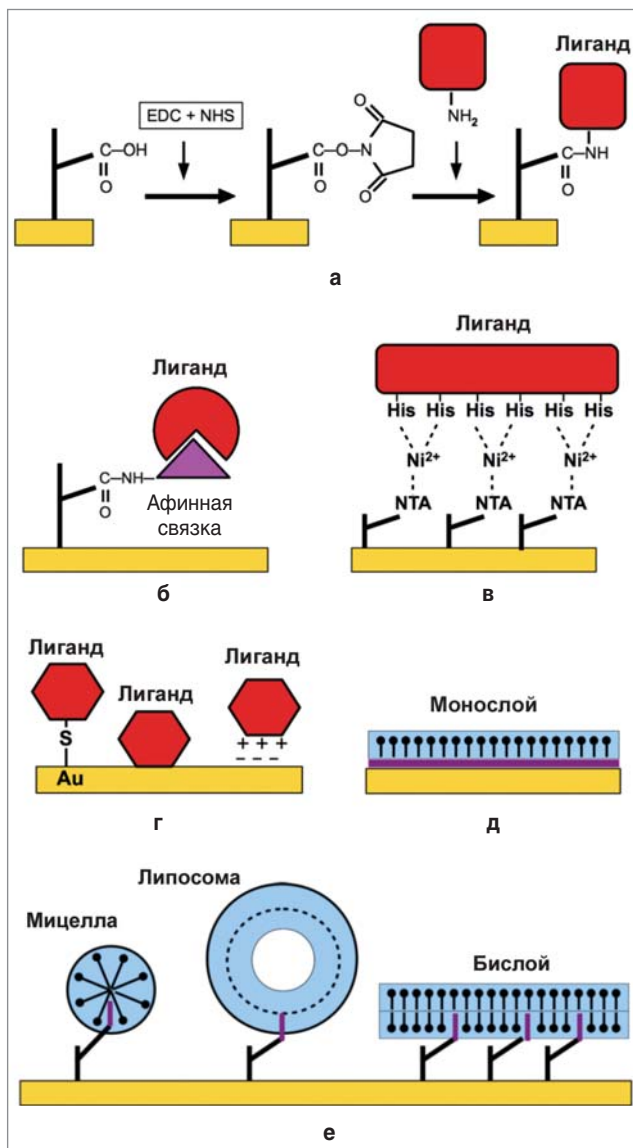 Лиганд
EDC + NHS
NH2
C–OH
O
O
O
C–O–N
O
O
C–NH
O
а
Лиганд
C–NH–
O
Афинная
связка
б
Лиганд
His His His His His His
Ni2+ Ni2+ Ni2+
NTA NTA NTA
в
Лиганд
Лиганд
Лиганд
S
+ + +
– – –
Au
г
Монослой
д
Липосома
Мицелла
Бислой
е